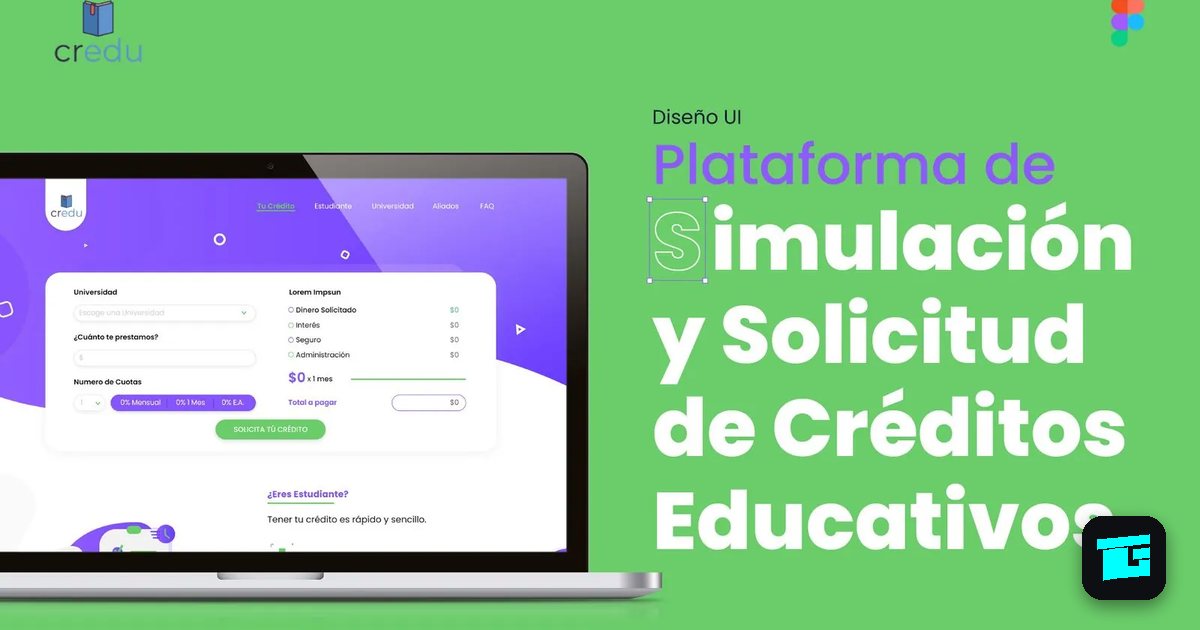 credu
Diseño UI
Plataforma de
Simulación
y Solicitud
de Créditos
Educativos
credu
Tu Crédito Estudiante Universidad Aliados FAQ
Universidad
Escoge una Universidad
¿Cuánto te prestamos?
$
Numero de Cuotas
1 0% Mensual 0% 1 Mes 0% E.A.
Lorem Impsun
Dinero Solicitado $0
Interés $0
Seguro $0
Administración $0
$0 x 1 mes
Total a pagar $0
SOLICITA TÚ CRÉDITO
¿Eres Estudiante?
Tener tu crédito es rápido y sencillo.